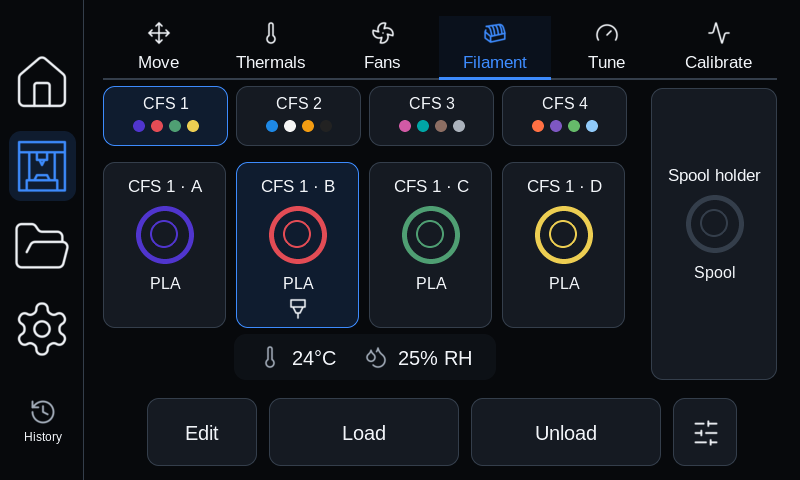 Move Thermals Fans Filament Tune Calibrate
CFS 1 CFS 2 CFS 3 CFS 4
CFS 1 · A CFS 1 · B CFS 1 · C CFS 1 · D
PLA PLA PLA PLA
Spool holder
Spool
24°C 25% RH
Edit Load Unload
History